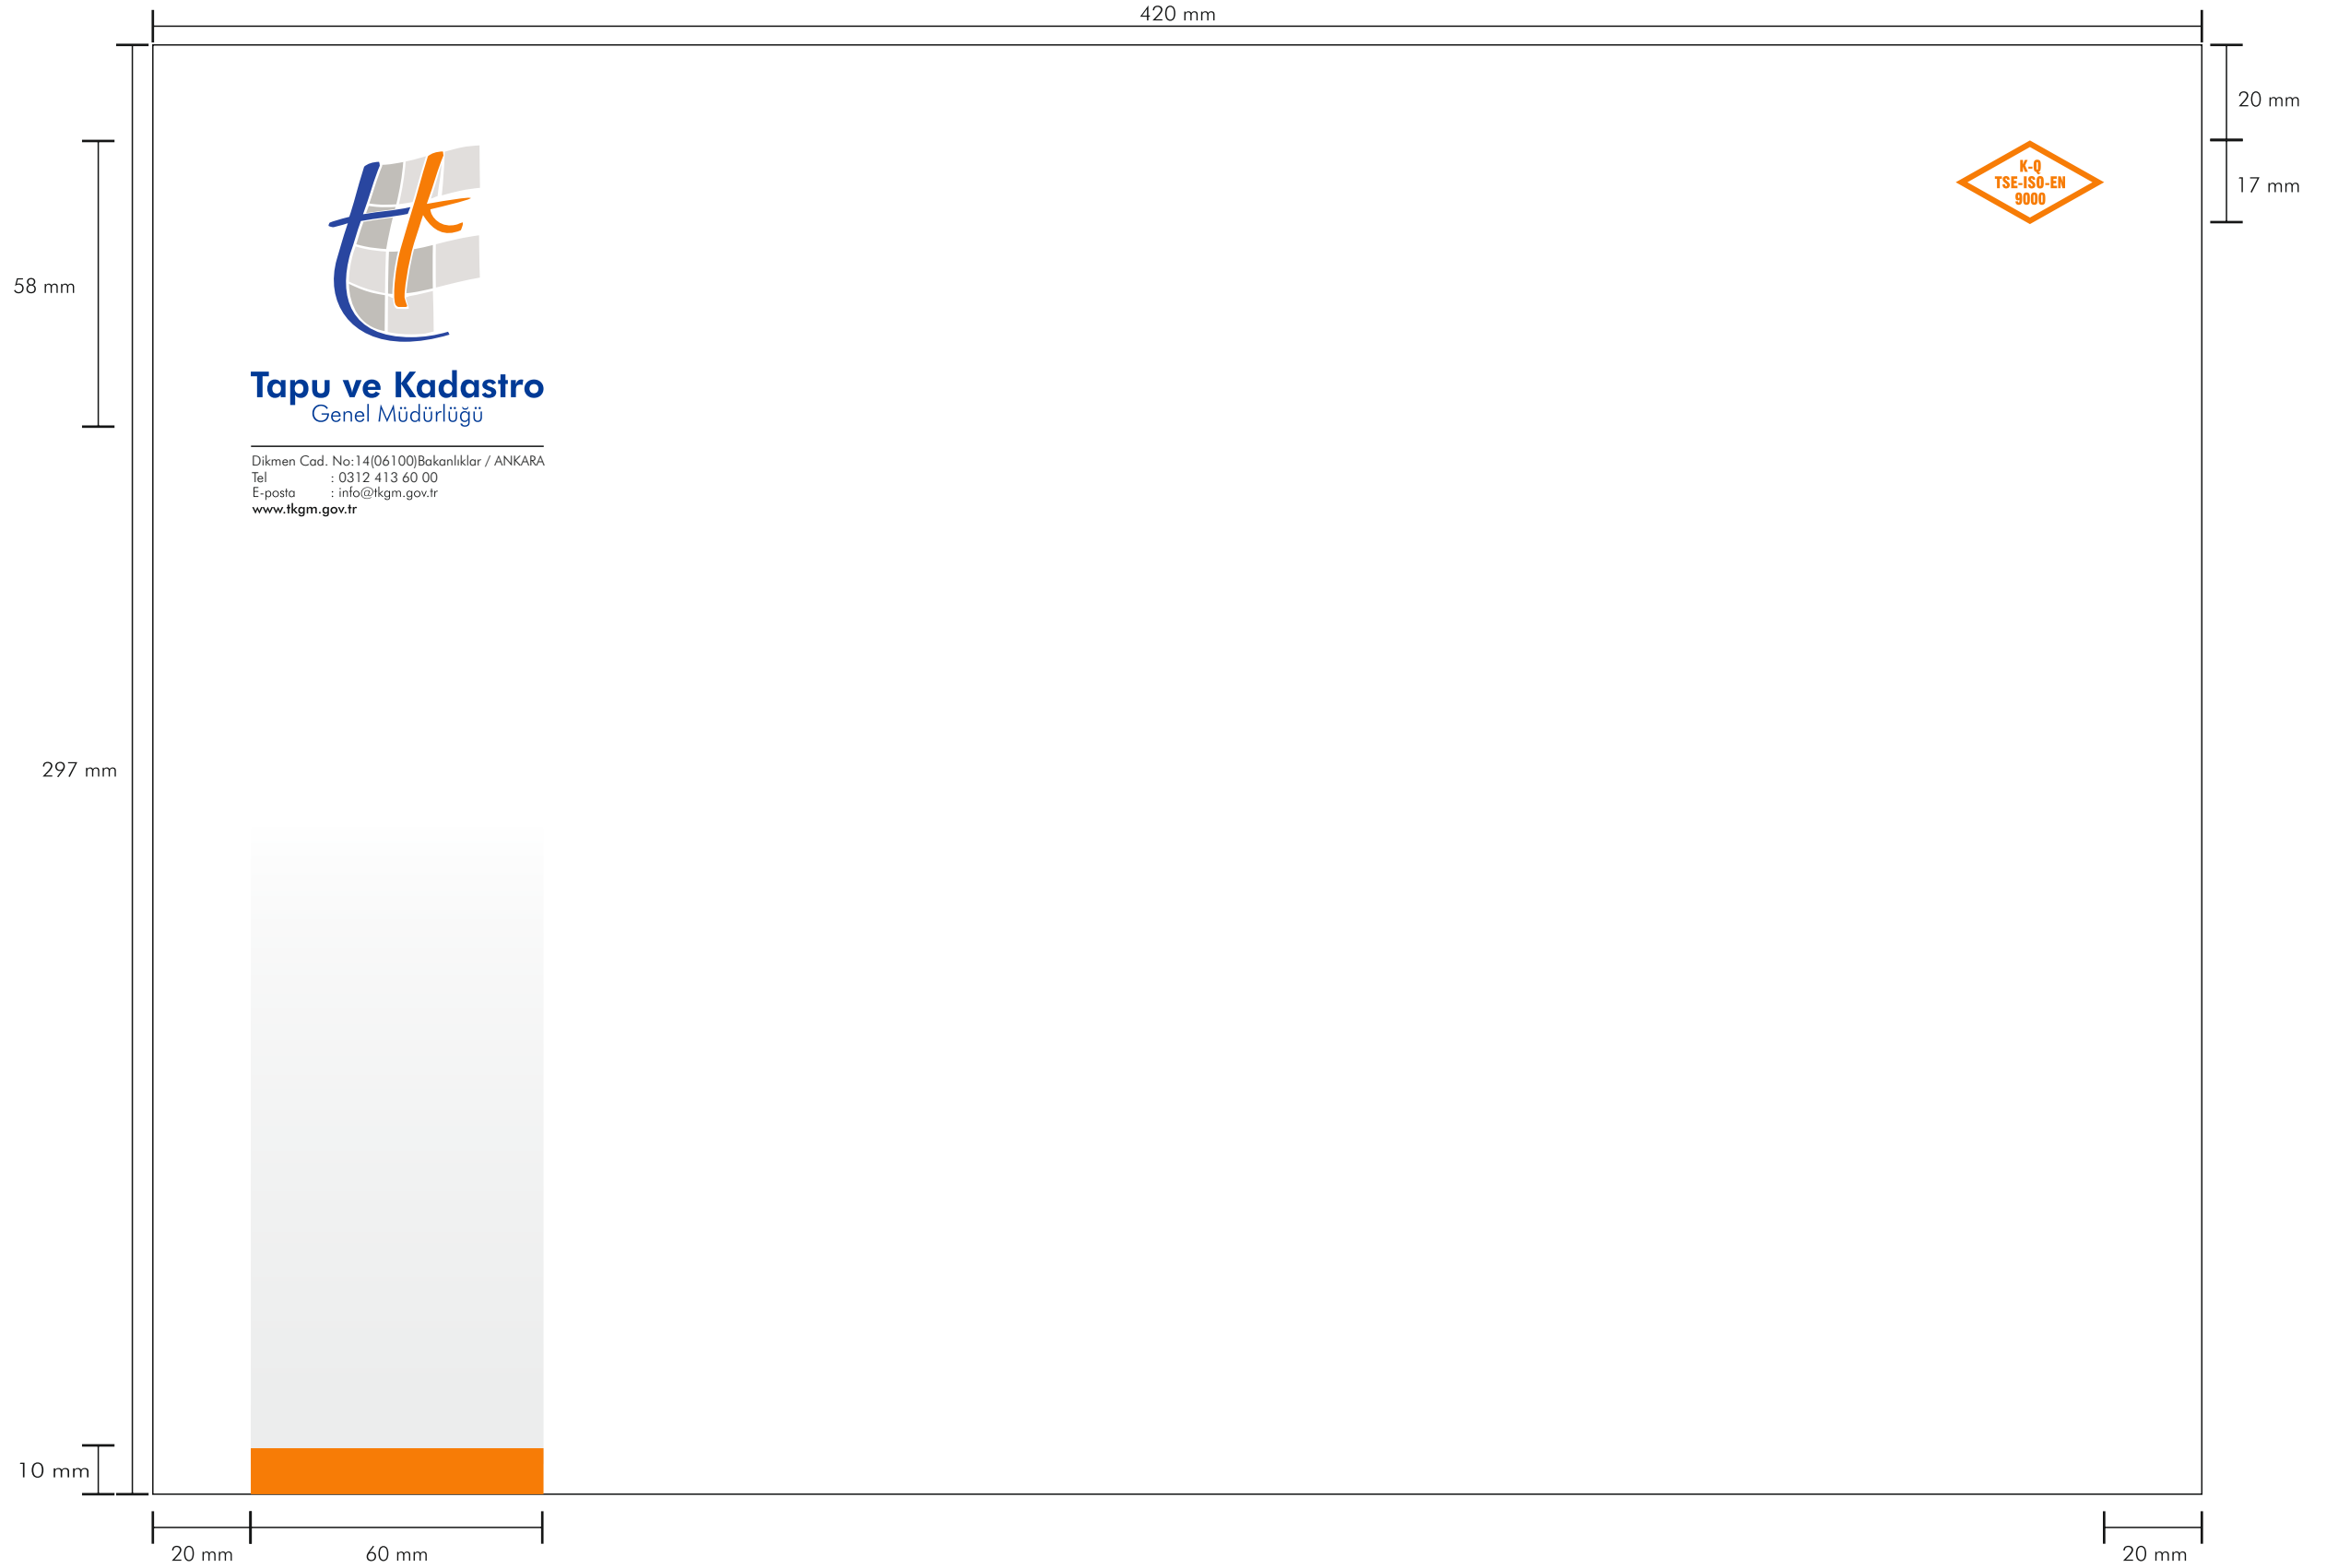 420 mm
20 mm
17 mm
K-Q
TSE-ISO-EN
9000
58 mm
Tapu ve Kadastro
Genel Müdürlüğü
Dikmen Cad. No:14(06100)Bakanlıklar / ANKARA
Tel : 0312 413 60 00
E-posta : info@tkgm.gov.tr
www.tkgm.gov.tr
297 mm
10 mm
20 mm
60 mm
20 mm